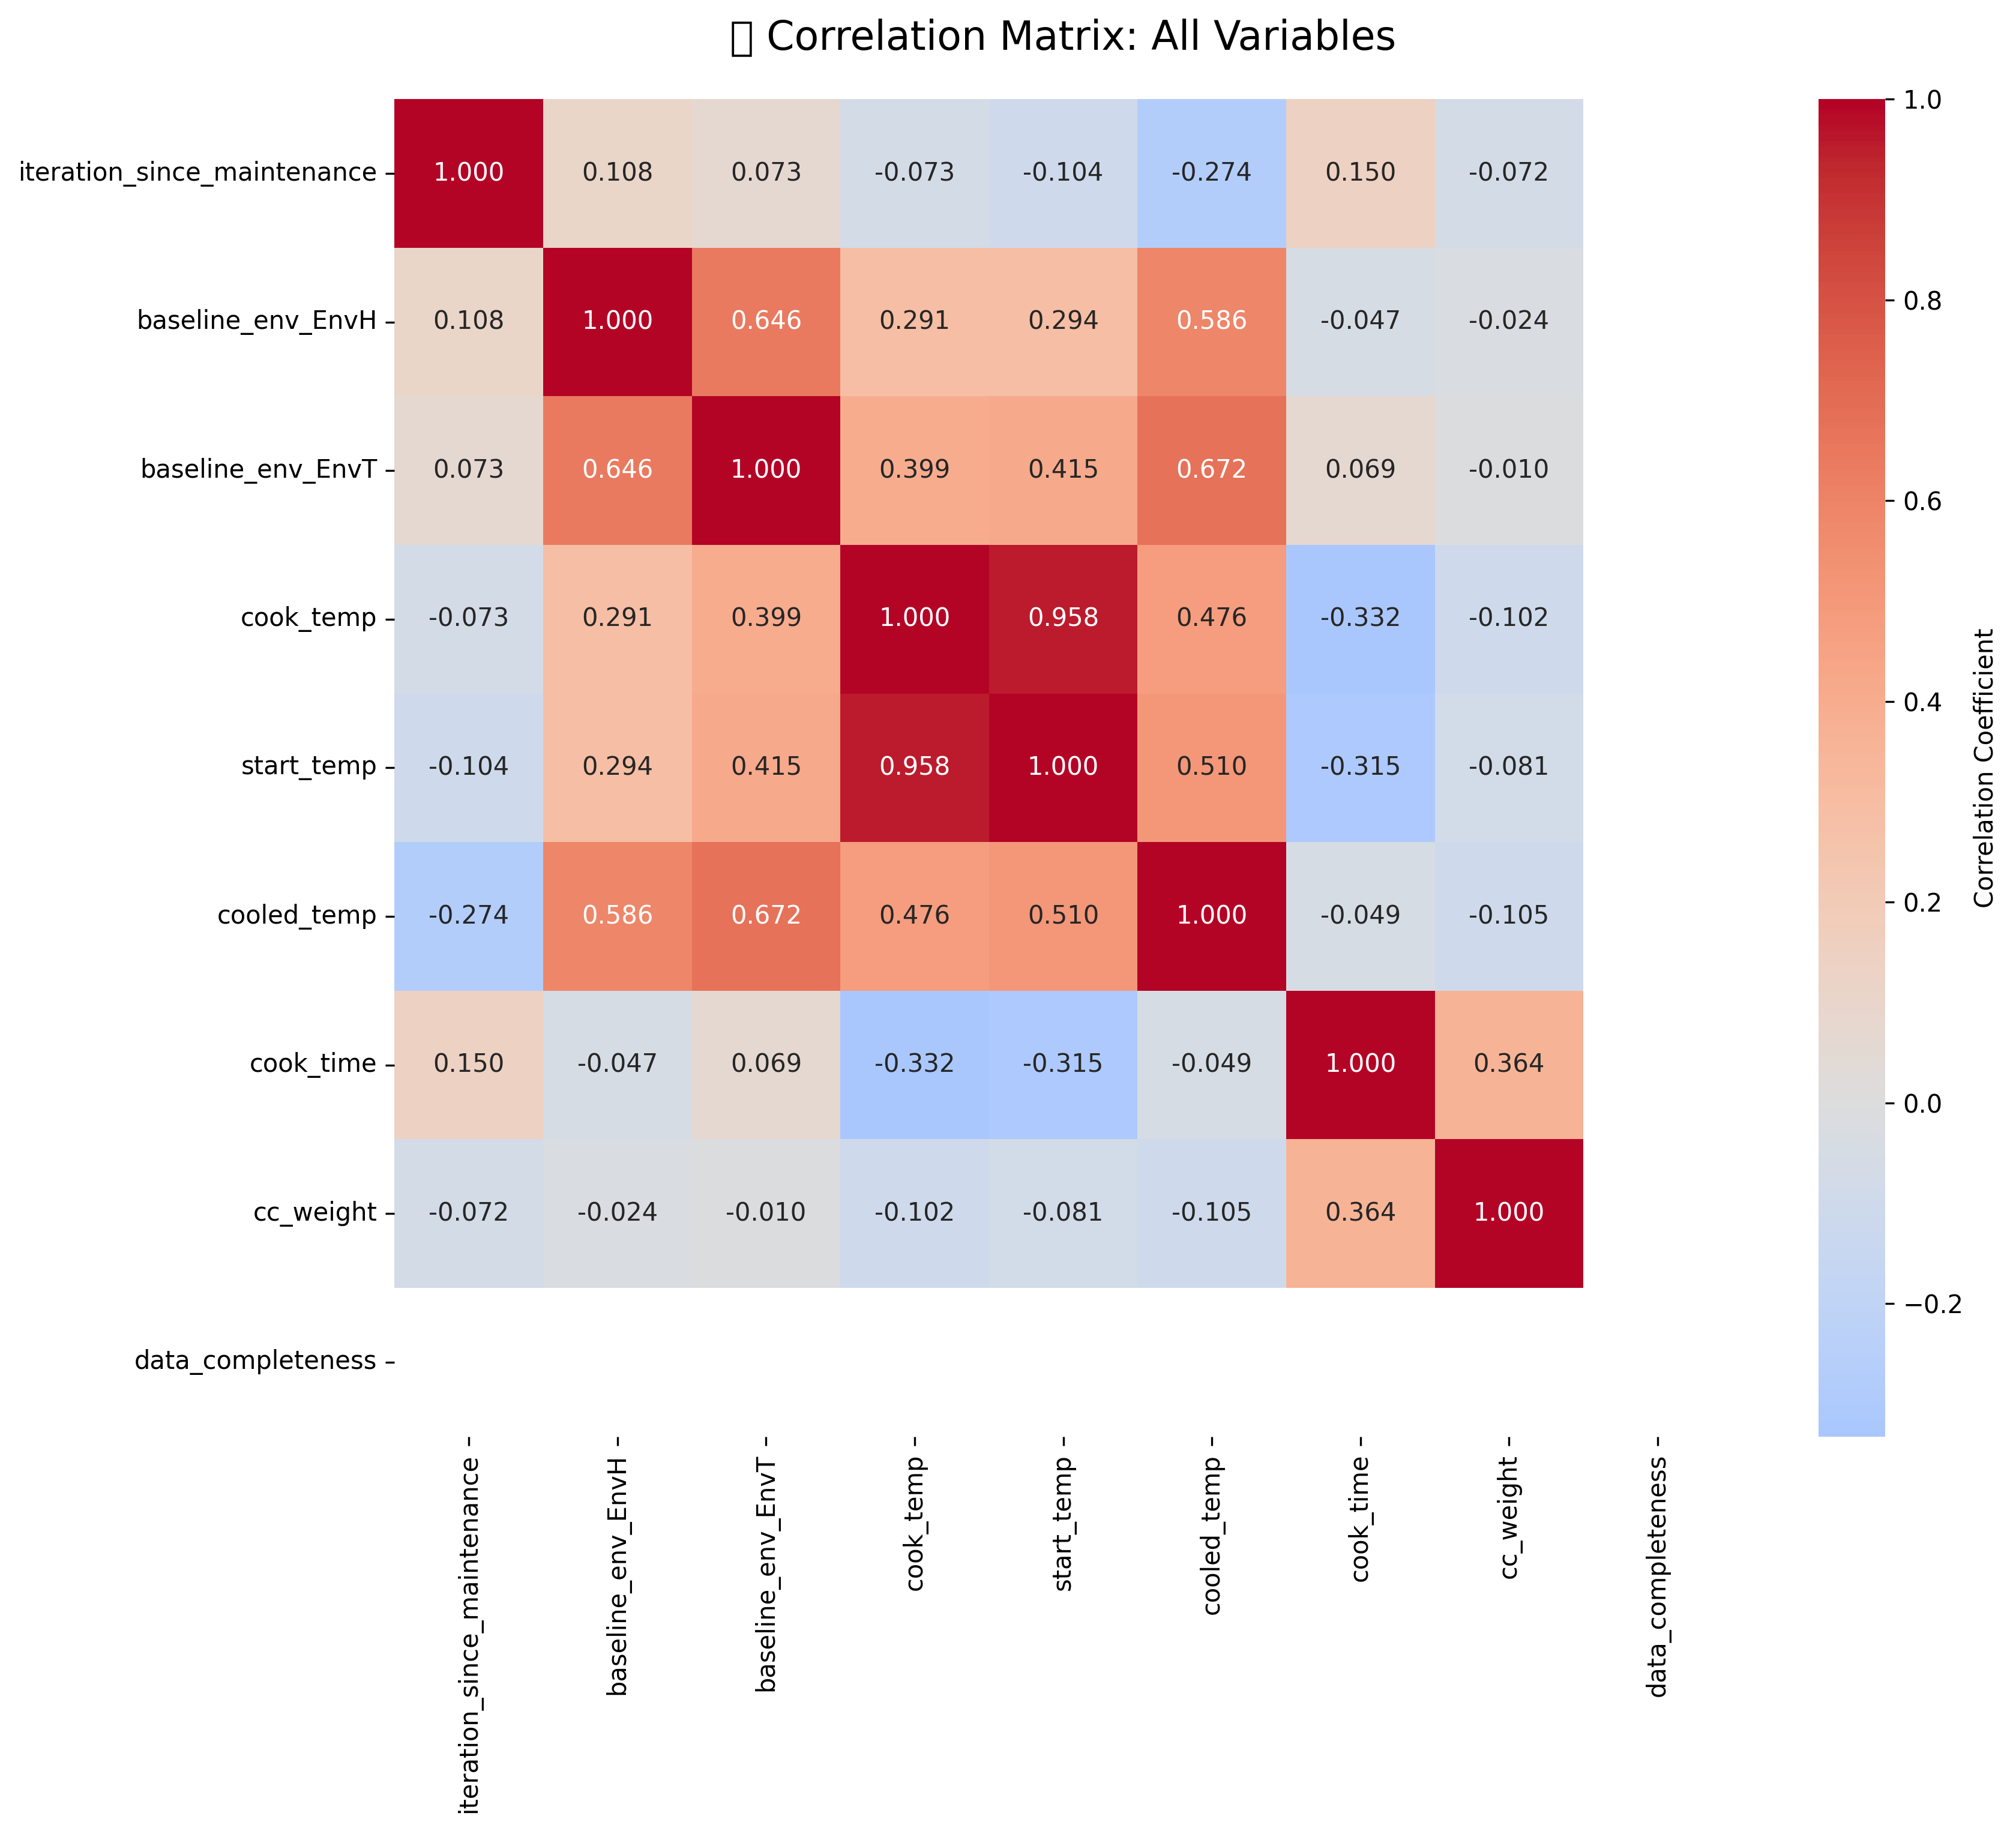 ▯ Correlation Matrix: All Variables
iteration_since_maintenance 1.000 0.108 0.073 -0.073 -0.104 -0.274 0.150 -0.072
baseline_env_EnvH 0.108 1.000 0.646 0.291 0.294 0.586 -0.047 -0.024
baseline_env_EnvT 0.073 0.646 1.000 0.399 0.415 0.672 0.069 -0.010
cook_temp -0.073 0.291 0.399 1.000 0.958 0.476 -0.332 -0.102
start_temp -0.104 0.294 0.415 0.958 1.000 0.510 -0.315 -0.081
cooled_temp -0.274 0.586 0.672 0.476 0.510 1.000 -0.049 -0.105
cook_time 0.150 -0.047 0.069 -0.332 -0.315 -0.049 1.000 0.364
cc_weight -0.072 -0.024 -0.010 -0.102 -0.081 -0.105 0.364 1.000
data_completeness
iteration_since_maintenance
baseline_env_EnvH
baseline_env_EnvT
cook_temp
start_temp
cooled_temp
cook_time
cc_weight
data_completeness
1.0
0.8
0.6
0.4
0.2
0.0
−0.2
Correlation Coefficient